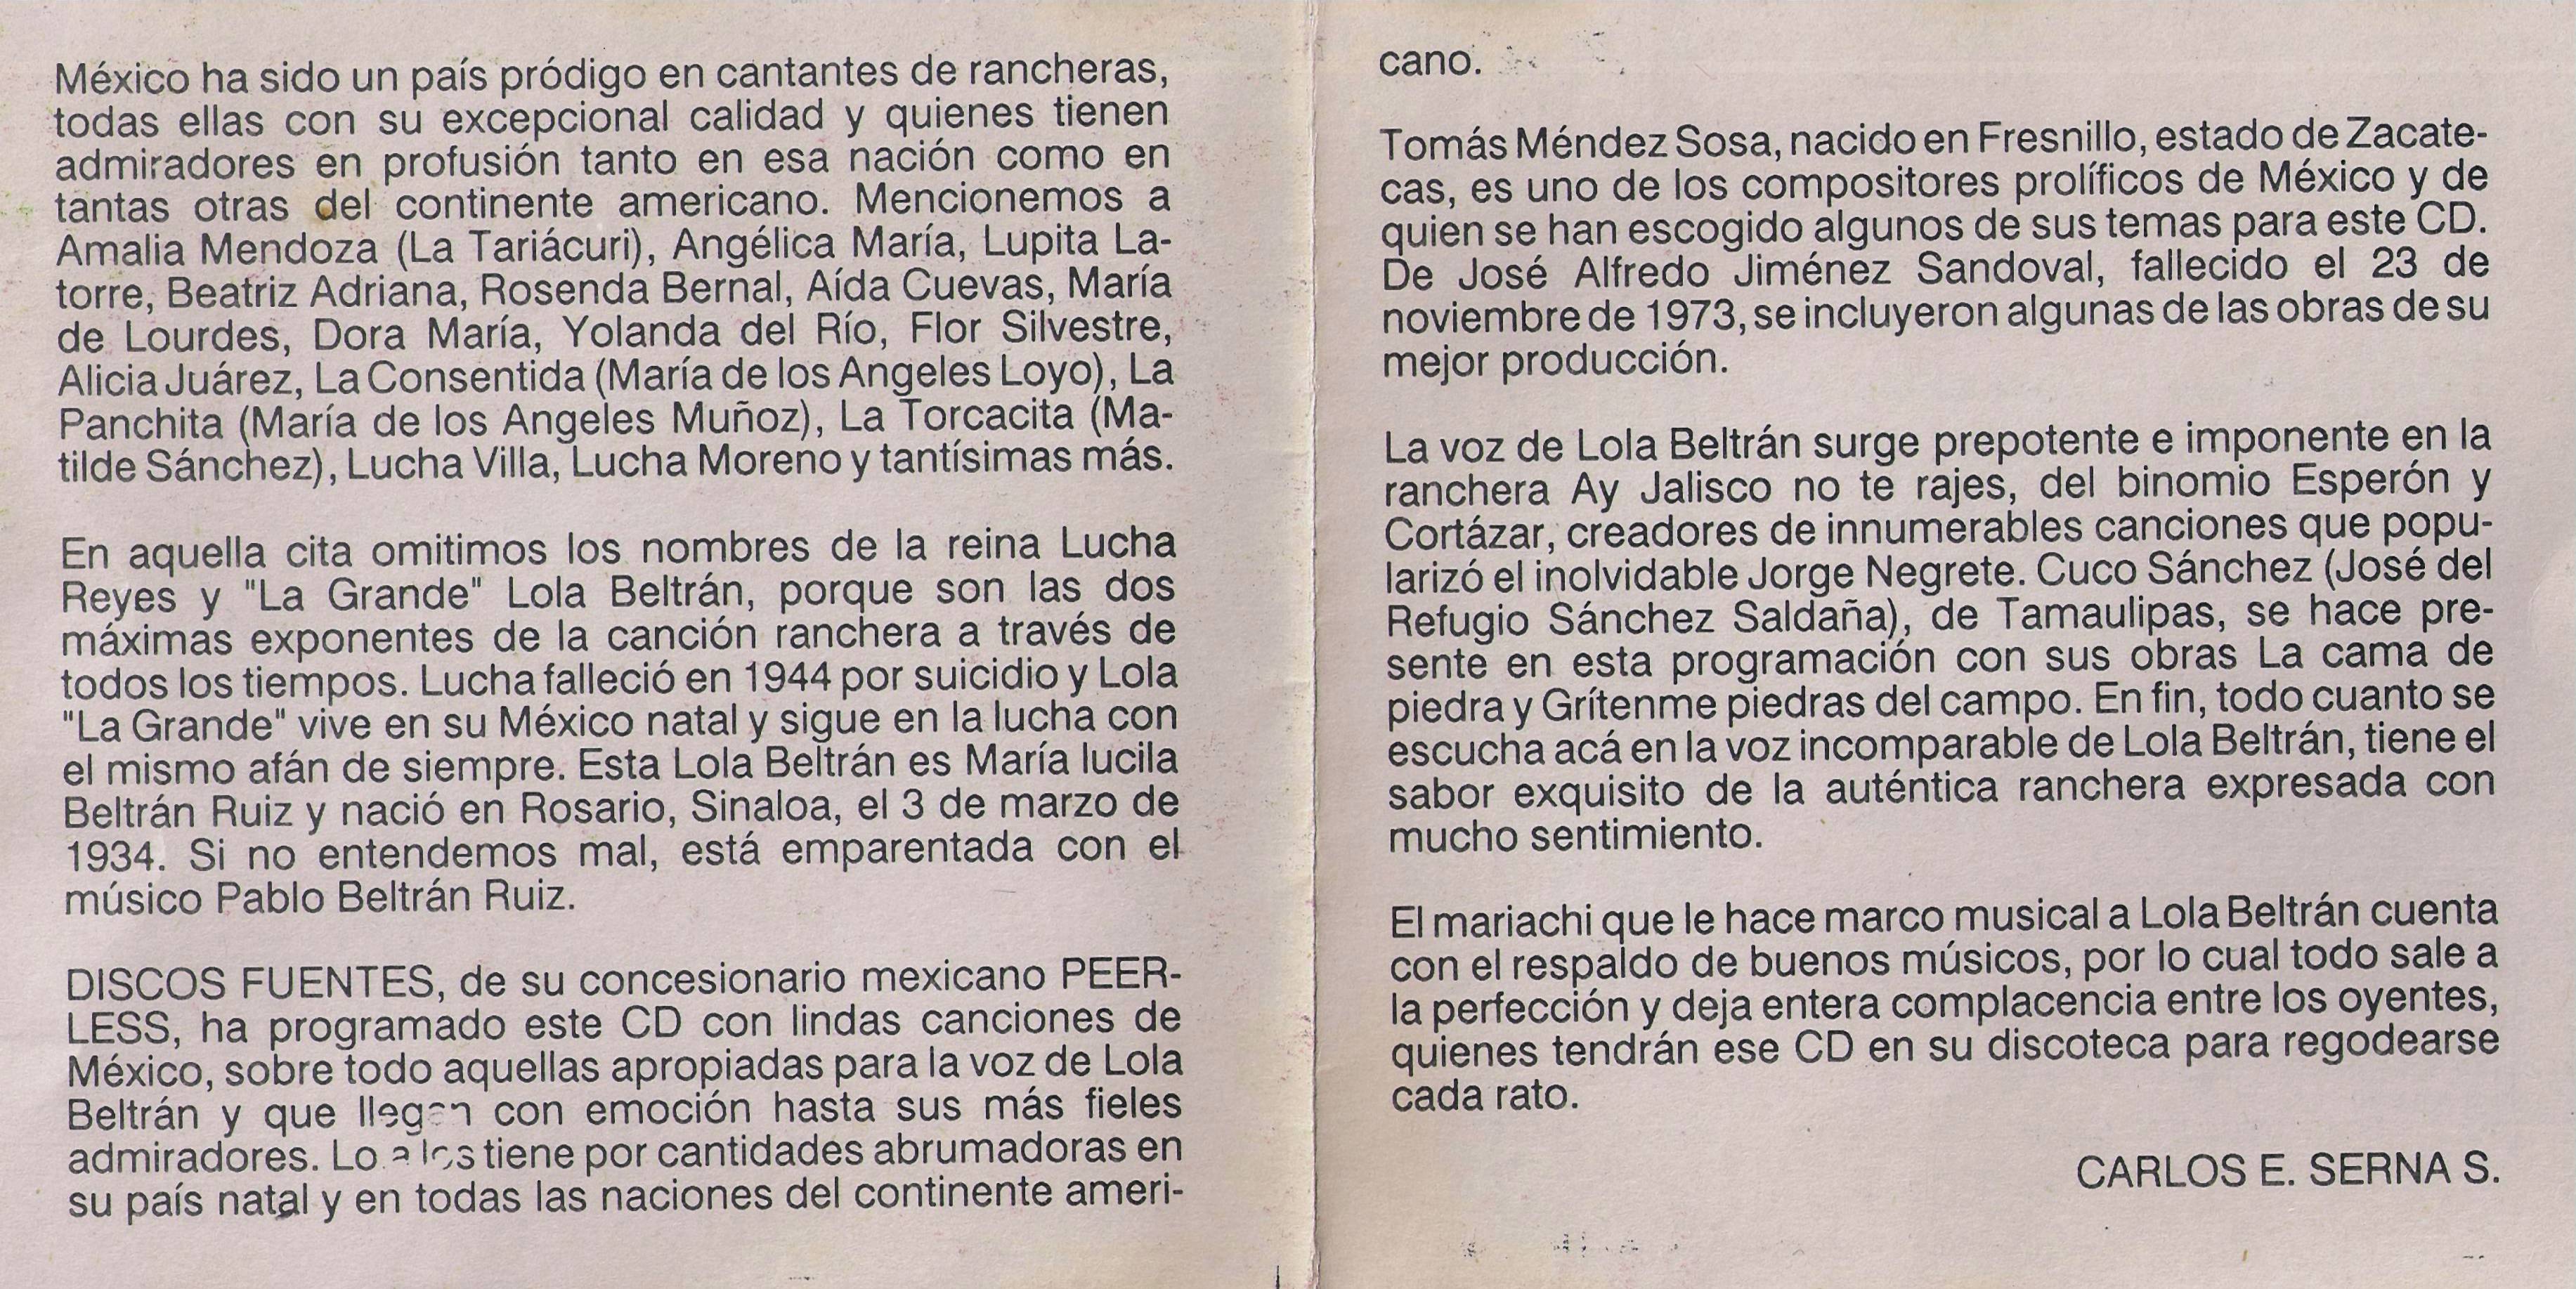 México ha sido un país pródigo en cantantes de rancheras,
todas ellas con su excepcional calidad y quienes tienen
admiradores en profusión tanto en esa nación como en
tantas otras del continente americano. Mencionemos a
Amalia Mendoza (La Tariácuri), Angélica María, Lupita La-
torre, Beatriz Adriana, Rosenda Bernal, Aída Cuevas, María
de Lourdes, Dora María, Yolanda del Río, Flor Silvestre,
Alicia Juárez, La Consentida (María de los Angeles Loyo), La
Panchita (María de los Angeles Muñoz), La Torcacita (Ma-
tilde Sánchez), Lucha Villa, Lucha Moreno y tantísimas más.
En aquella cita omitimos los nombres de la reina Lucha
Reyes y "La Grande" Lola Beltrán, porque son las dos
máximas exponentes de la canción ranchera a través de
todos los tiempos. Lucha falleció en 1944 por suicidio y Lola
"La Grande" vive en su México natal y sigue en la lucha con
el mismo afán de siempre. Esta Lola Beltrán es María lucila
Beltrán Ruiz y nació en Rosario, Sinaloa, el 3 de marzo de
1934. Si no entendemos mal, está emparentada con el
músico Pablo Beltrán Ruiz.
DISCOS FUENTES, de su concesionario mexicano PEER-
LESS, ha programado este CD con lindas canciones de
México, sobre todo aquellas apropiadas para la voz de Lola
Beltrán y que llegan con emoción hasta sus más fieles
admiradores. Lo tiene por cantidades abrumadoras en
su país natal y en todas las naciones del continente ameri-
cano.
Tomás Méndez Sosa, nacido en Fresnillo, estado de Zacate-
cas, es uno de los compositores prolíficos de México y de
quien se han escogido algunos de sus temas para este CD.
De José Alfredo Jiménez Sandoval, fallecido el 23 de
noviembre de 1973, se incluyeron algunas de las obras de su
mejor producción.
La voz de Lola Beltrán surge prepotente e imponente en la
ranchera Ay Jalisco no te rajes, del binomio Esperón y
Cortázar, creadores de innumerables canciones que popu-
larizó el inolvidable Jorge Negrete. Cuco Sánchez (José del
Refugio Sánchez Saldaña), de Tamaulipas, se hace pre-
sente en esta programación con sus obras La cama de
piedra y Grítenme piedras del campo. En fin, todo cuanto se
escucha acá en la voz incomparable de Lola Beltrán, tiene el
sabor exquisito de la auténtica ranchera expresada con
mucho sentimiento.
El mariachi que le hace marco musical a Lola Beltrán cuenta
con el respaldo de buenos músicos, por lo cual todo sale a
la perfección y deja entera complacencia entre los oyentes,
quienes tendrán ese CD en su discoteca para regodearse
cada rato.
CARLOS E. SERNA S.